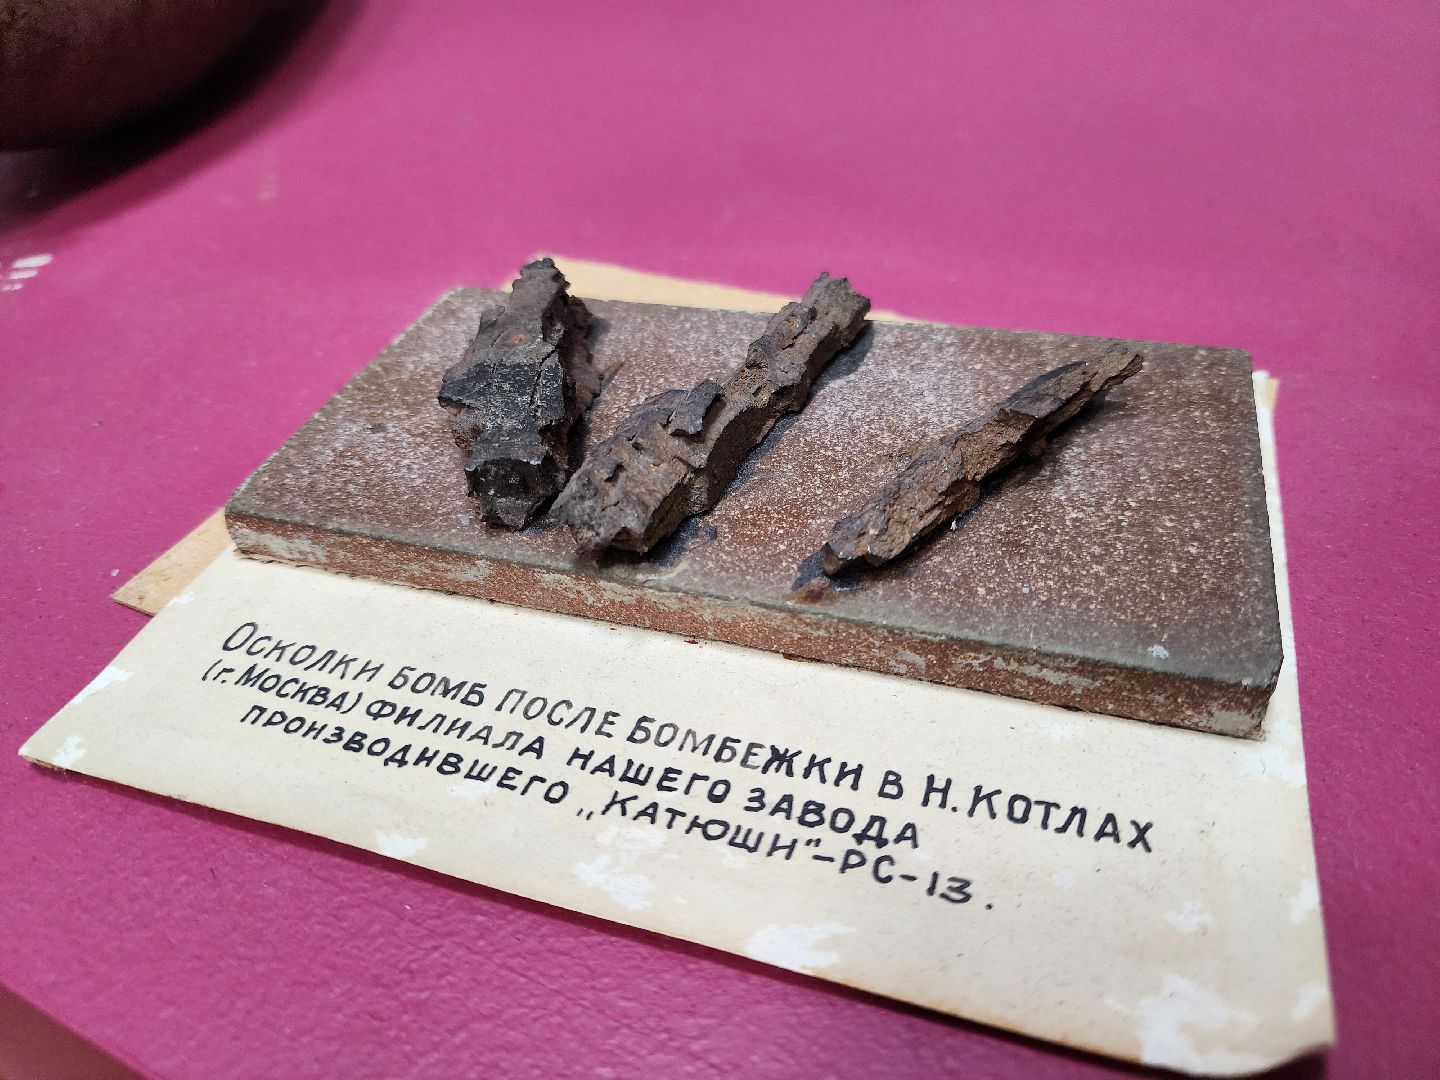 Осколки бомб после бомбежки в Н. Котлах
(г. Москва) филиала нашего завода
производившего „Катюши"-РС-13.